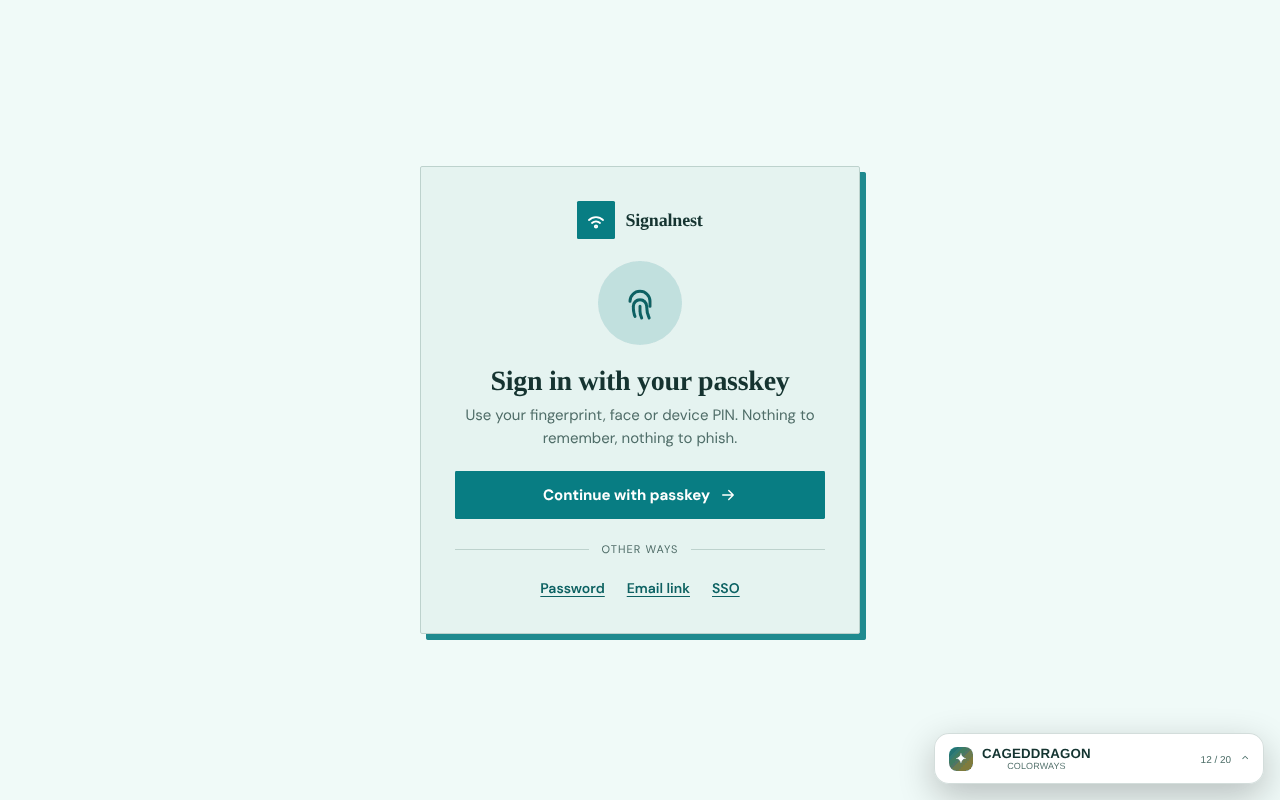 Signalnest
Sign in with your passkey
Use your fingerprint, face or device PIN. Nothing to
remember, nothing to phish.
Continue with passkey
OTHER WAYS
Password Email link SSO
CAGEDDRAGON
COLORWAYS
12 / 20